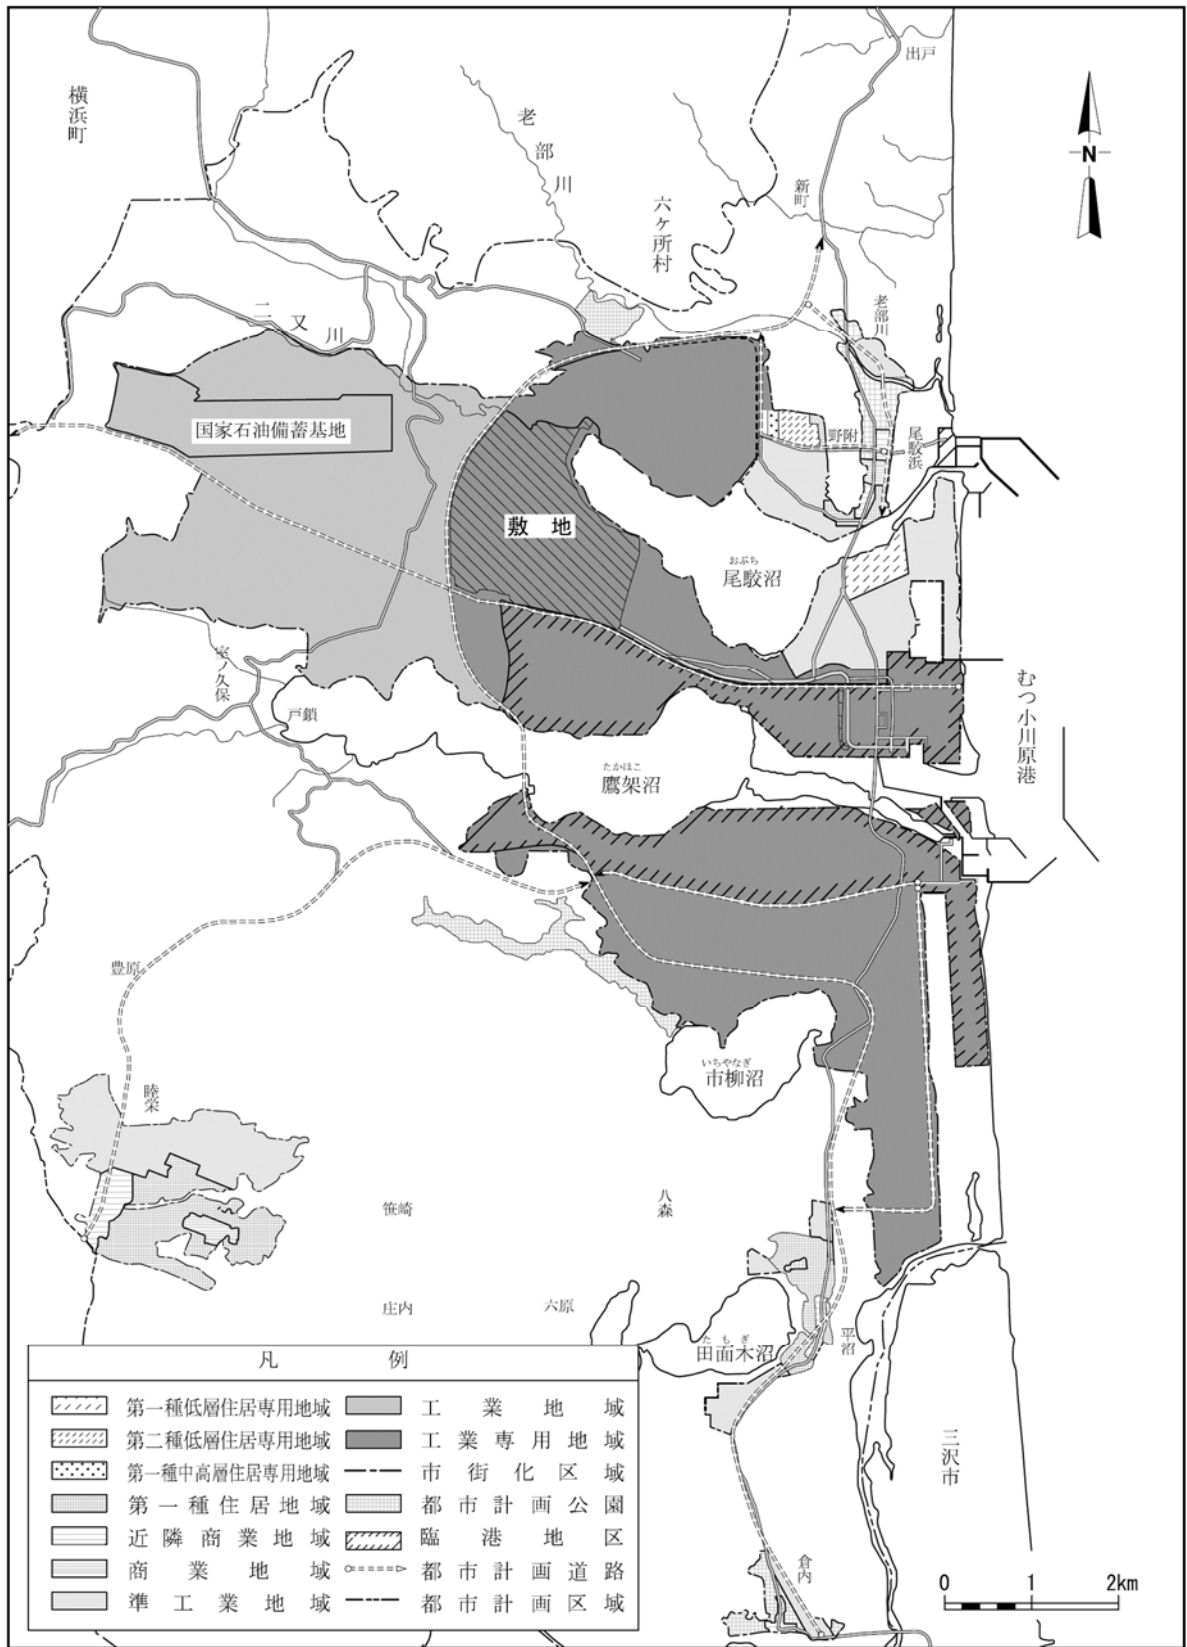 出戸
横浜町
老部川
新町
六ケ所村
老部川
二又川
国家石油備蓄基地
野附
尾駮浜
敷地
おぶち
尾駮沼
室ノ久保
戸鎖
むつ小川原港
たかほこ
鷹架沼
豊原
いちやなぎ
市柳沼
睦栄
笹崎
八森
庄内
六原
平沼
たもぎ
田面木沼
三沢市
倉内
N
0 1 2km
凡例
第一種低層住居専用地域
工業地域
第二種低層住居専用地域
工業専用地域
第一種中高層住居専用地域
市街化区域
第一種住居地域
都市計画公園
近隣商業地域
臨港地区
商業地域
都市計画道路
準工業地域
都市計画区域